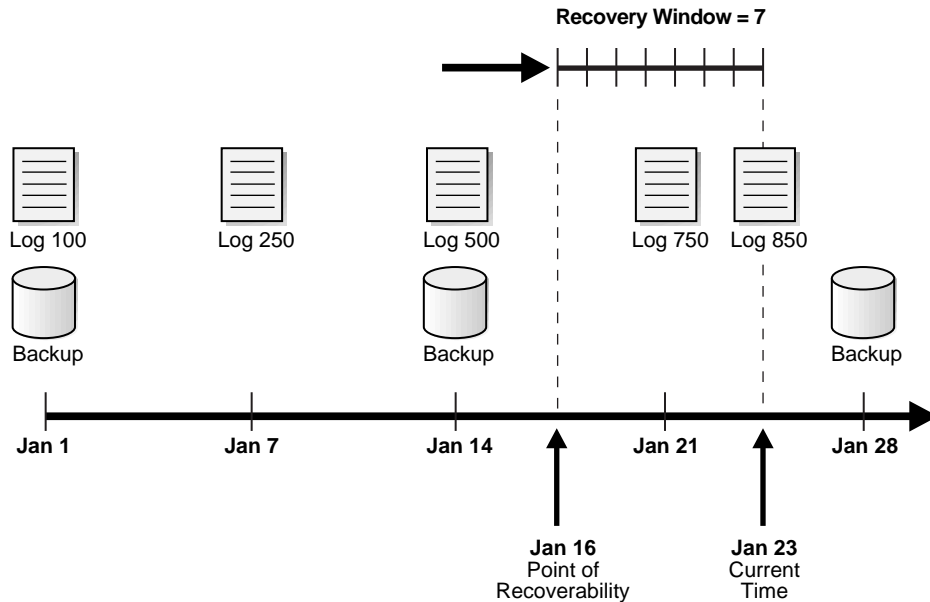 Recovery Window = 7
Log 100
Log 250
Log 500
Log 750
Log 850
Backup
Backup
Backup
Jan 1
Jan 7
Jan 14
Jan 21
Jan 28
Jan 16
Point of
Recoverability
Jan 23
Current
Time